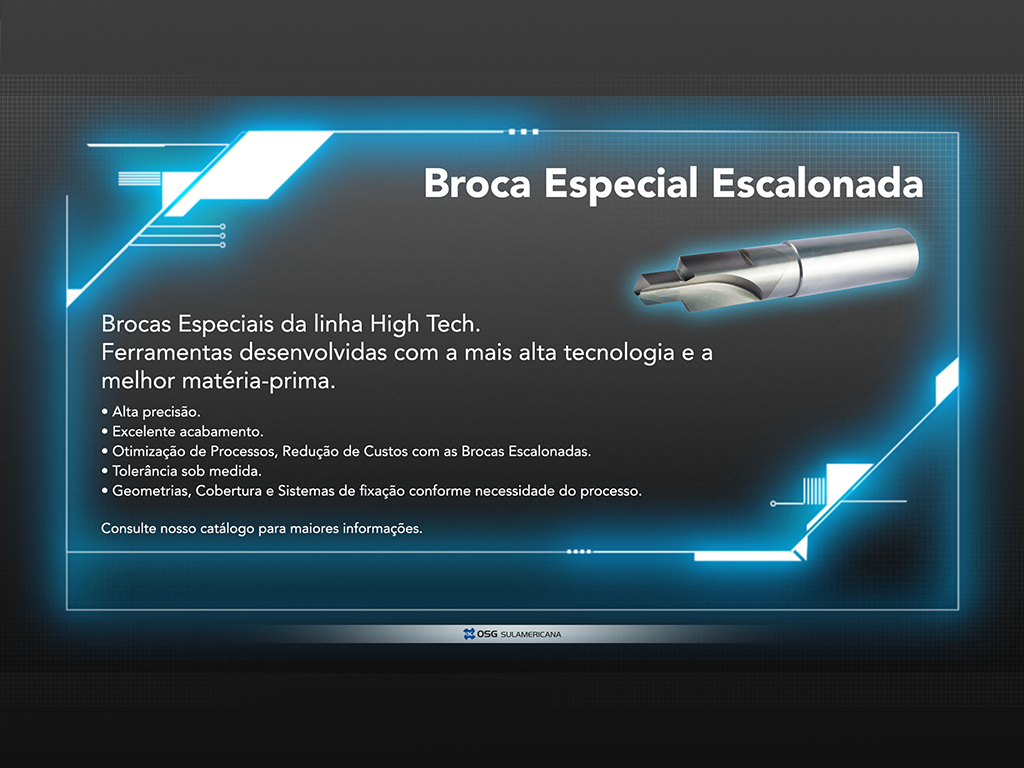 Broca Especial Escalonada
Brocas Especiais da linha High Tech.
Ferramentas desenvolvidas com a mais alta tecnologia e a
melhor matéria-prima.
• Alta precisão.
• Excelente acabamento.
• Otimização de Processos, Redução de Custos com as Brocas Escalonadas.
• Tolerância sob medida.
• Geometrias, Cobertura e Sistemas de fixação conforme necessidade do processo.
Consulte nosso catálogo para maiores informações.
OSG SULAMERICANA